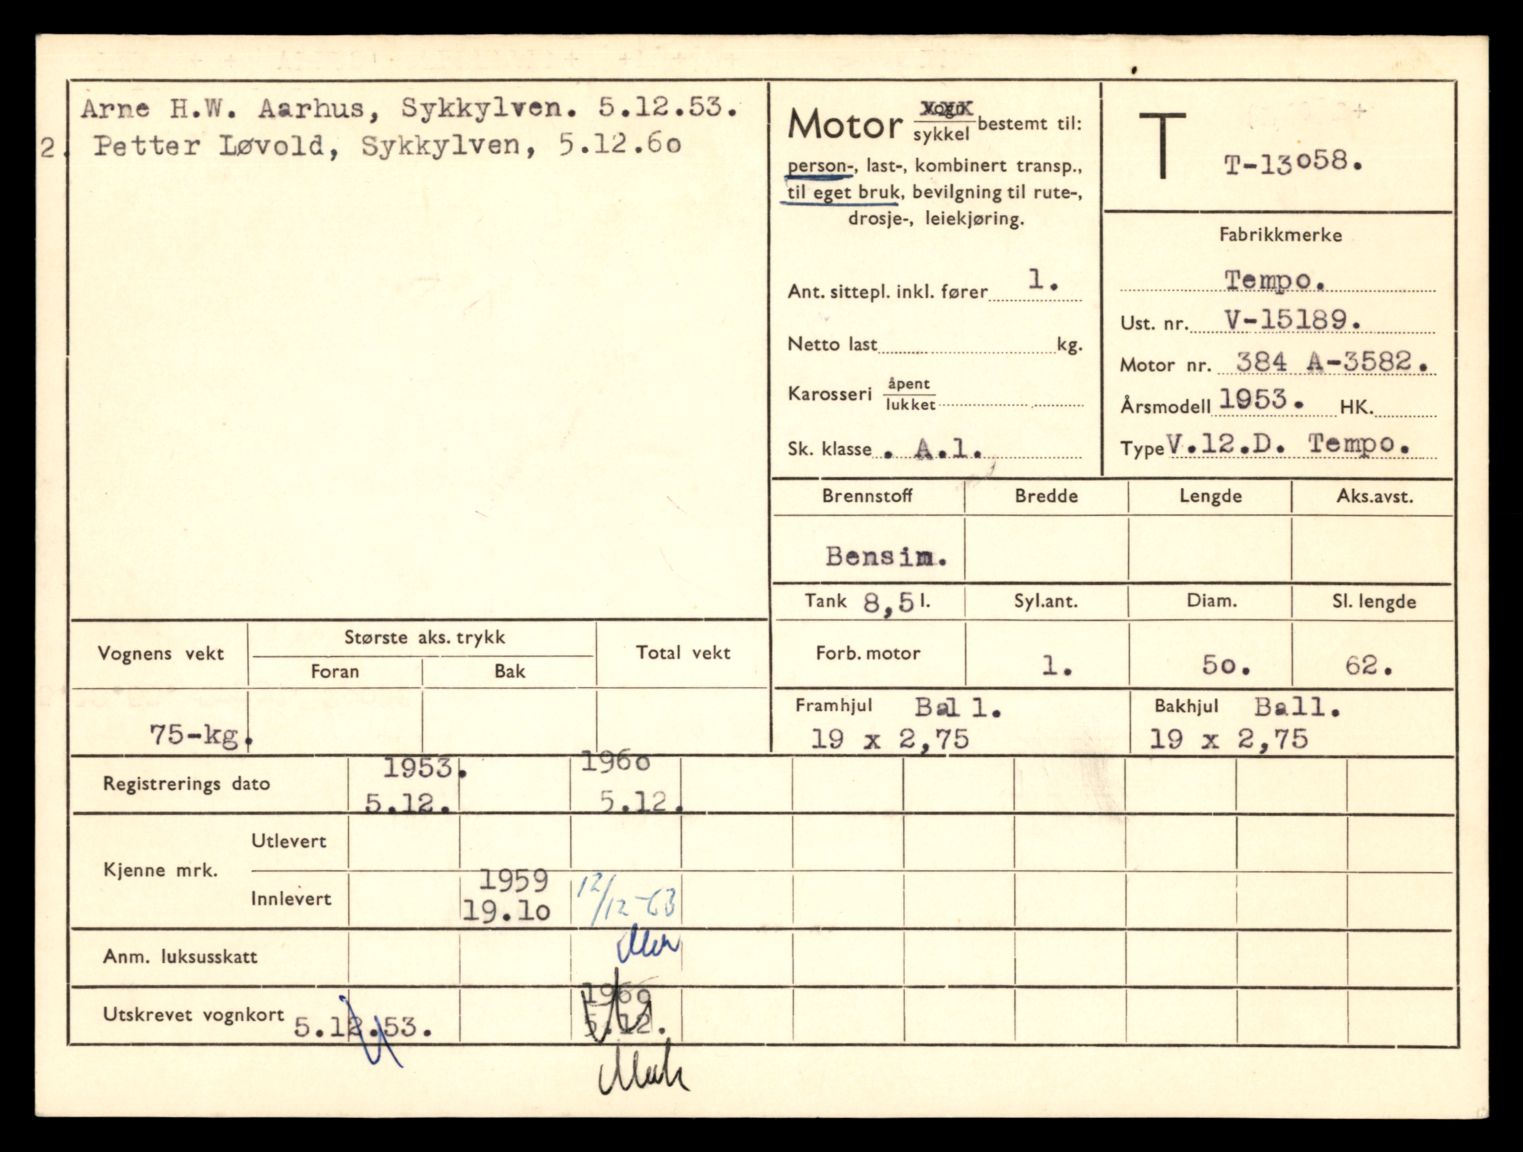 Arne H.W. Aarhus, Sykkylven. 5.12.53.
2. Petter Løvold, Sykkylven, 5.12.60
Motor vogn/sykkel bestemt til:
person-, last-, kombinert transp.,
til eget bruk, bevilgning til rute-,
drosje-, leiekjøring.
Ant. sittepl. inkl. fører 1.
Netto last kg.
Karosseri åpent/lukket
Sk. klasse . A.1.
T T-13058.
Fabrikkmerke
Tempo.
Ust. nr. V-15189.
Motor nr. 384 A-3582.
Årsmodell 1953. HK.
Type V.12.D. Tempo.
Brennstoff Bredde Lengde Aks.avst.
Bensin.
Tank 8,5 l. Syl.ant. Diam. Sl. lengde
Forb. motor 1. 50. 62.
Framhjul Ball. Bakhjul Ball.
19 x 2,75 19 x 2,75
Vognens vekt Største aks. trykk Total vekt
Foran Bak
75-kg.
Registrerings dato 1953. 1960
5.12. 5.12.
Kjenne mrk. Utlevert
Innlevert 1959 12/12-63
19.10
Anm. luksusskatt
Utskrevet vognkort 5.12.53. 1960
5.12.